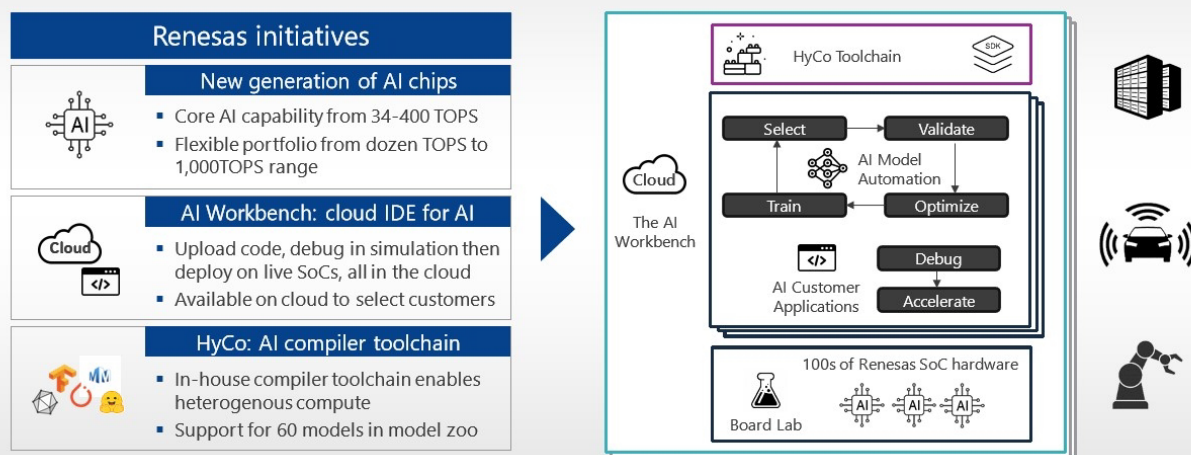 Renesas initiatives
New generation of AI chips
AI
▪ Core AI capability from 34-400 TOPS
▪ Flexible portfolio from dozen TOPS to
1,000TOPS range
AI Workbench: cloud IDE for AI
Cloud
</>
▪ Upload code, debug in simulation then
deploy on live SoCs, all in the cloud
▪ Available on cloud to select customers
HyCo: AI compiler toolchain
▪ In-house compiler toolchain enables
heterogenous compute
▪ Support for 60 models in model zoo
HyCo Toolchain
SDK
Cloud
The AI
Workbench
Select
Validate
AI Model
Automation
Train
Optimize
</>
AI Customer
Applications
Debug
Accelerate
100s of Renesas SoC hardware
Board Lab
AI
AI
AI